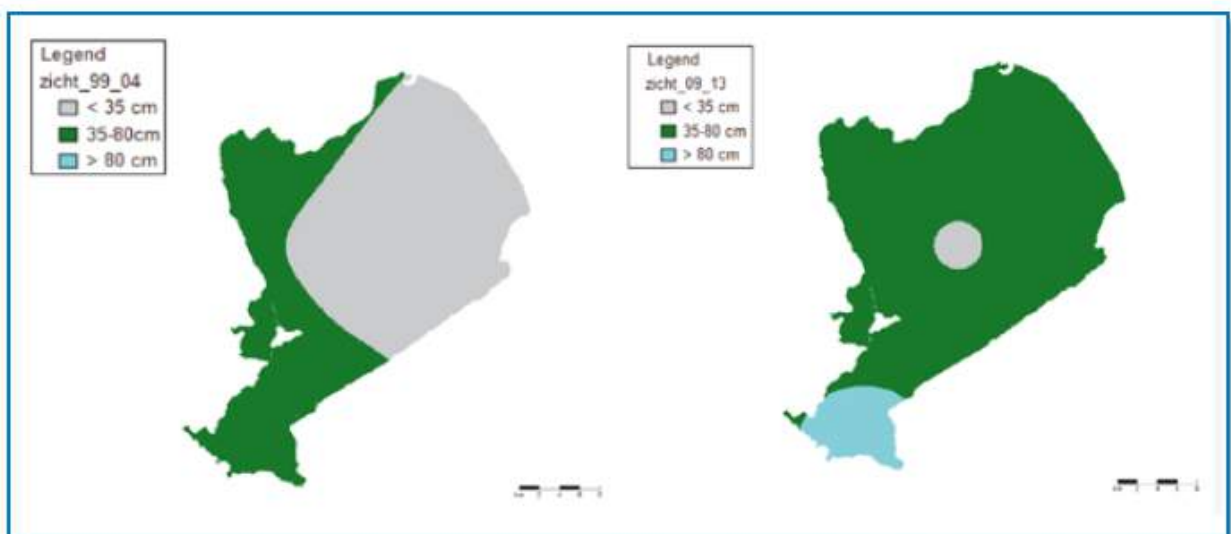 Legend
zicht_99_04
< 35 cm
35-80cm
> 80 cm
Legend
zicht_09_13
< 35 cm
35-80 cm
> 80 cm